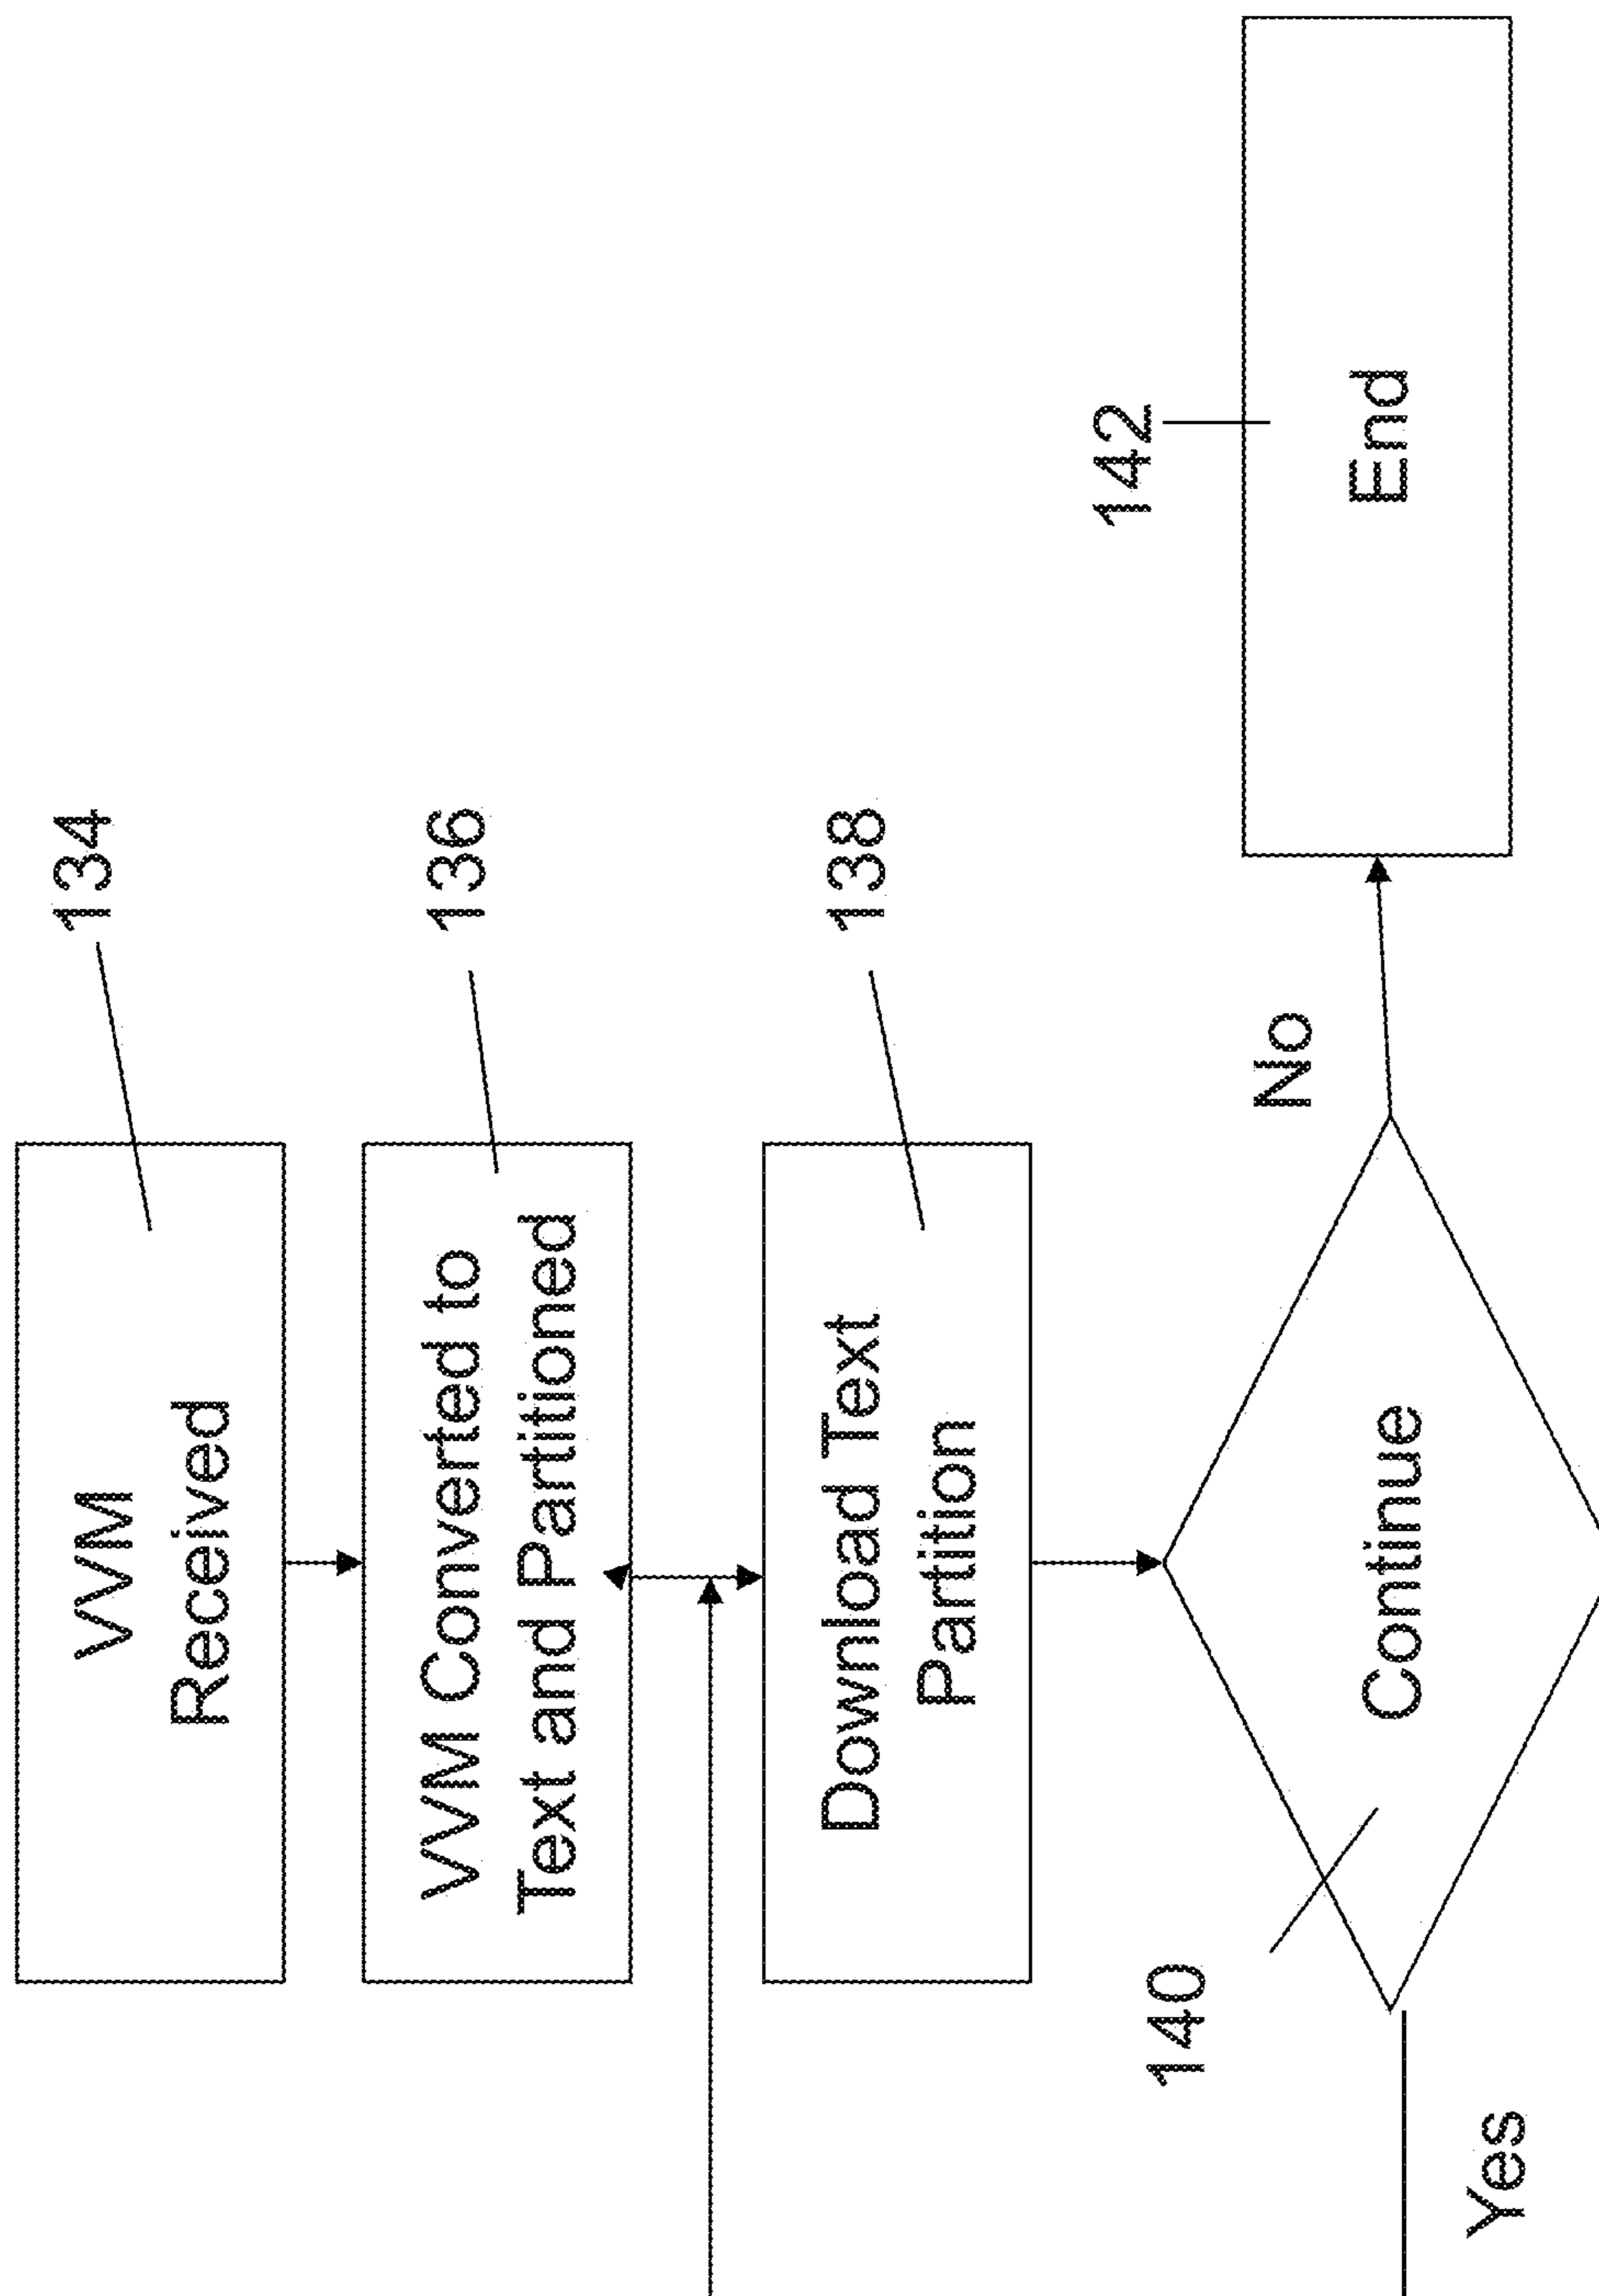 VVM
Received
134
VVM Converted to
Text and Partitioned
136
Download Text
Partition
138
140
Continue
Yes
No
142
End